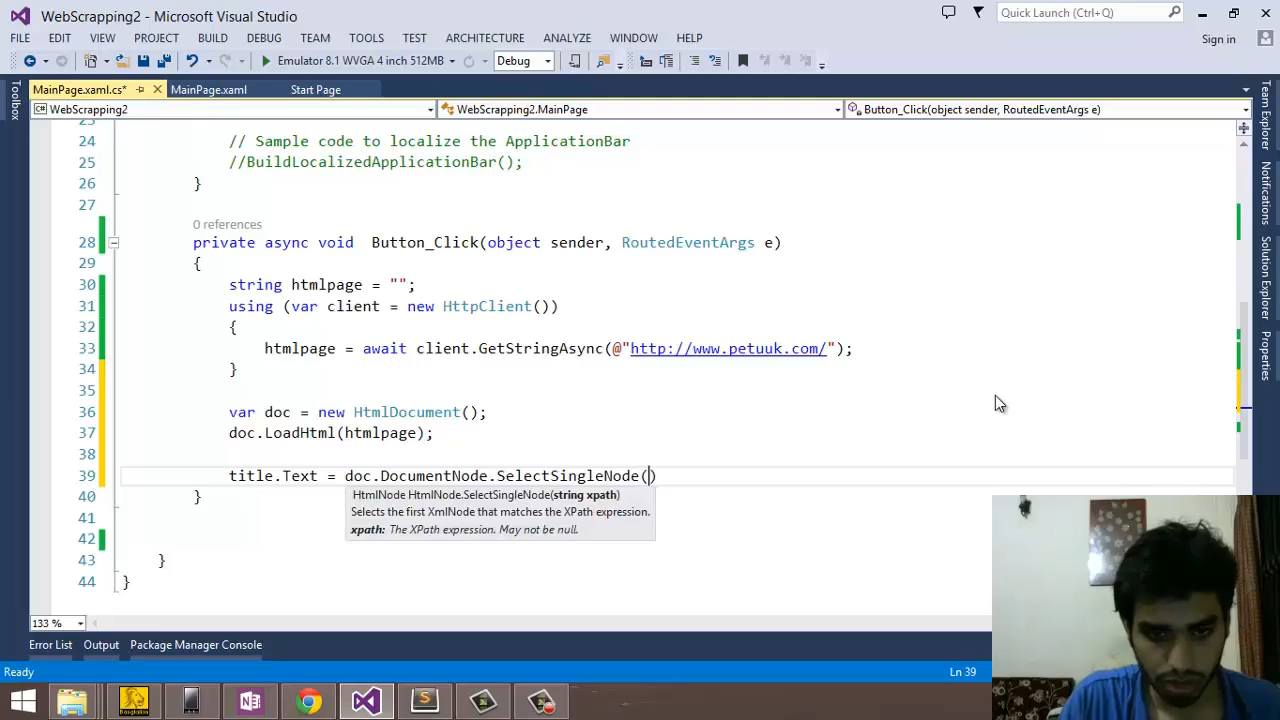 WebScrapping2 - Microsoft Visual Studio
Quick Launch (Ctrl+Q)
FILE EDIT VIEW PROJECT BUILD DEBUG TEAM TOOLS TEST ARCHITECTURE ANALYZE WINDOW HELP
Sign in
Emulator 8.1 WVGA 4 inch 512MB Debug
MainPage.xaml.cs* MainPage.xaml Start Page
WebScrapping2 WebScrapping2.MainPage Button_Click(object sender, RoutedEventArgs e)
Toolbox
Team Explorer
Notifications
Solution Explorer
Properties
23
24 // Sample code to localize the ApplicationBar
25 //BuildLocalizedApplicationBar();
26 }
27
0 references
28 private async void Button_Click(object sender, RoutedEventArgs e)
29 {
30 string htmlpage = "";
31 using (var client = new HttpClient())
32 {
33 htmlpage = await client.GetStringAsync(@"http://www.petuuk.com/");
34 }
35
36 var doc = new HtmlDocument();
37 doc.LoadHtml(htmlpage);
38
39 title.Text = doc.DocumentNode.SelectSingleNode()
HtmlNode HtmlNode.SelectSingleNode(string xpath)
Selects the first XmlNode that matches the XPath expression.
xpath: The XPath expression. May not be null.
40 }
41
42
43 }
44 }
133 %
Error List Output Package Manager Console
Ready Ln 39